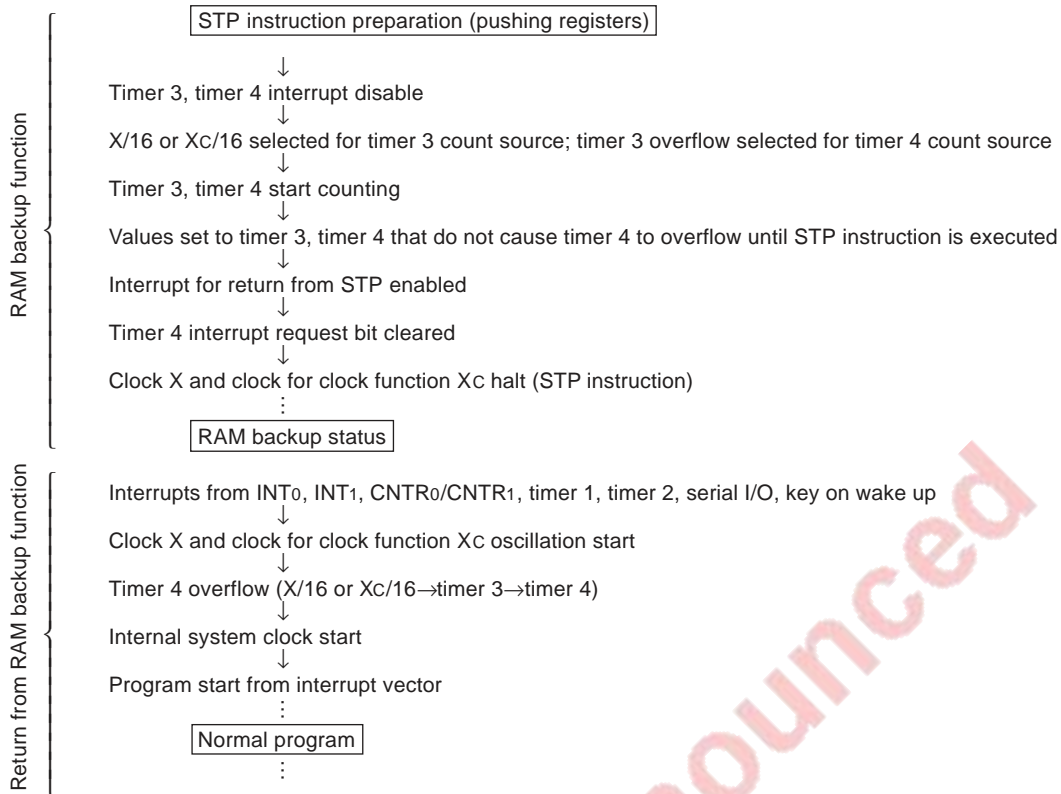 STP instruction preparation (pushing registers)
↓
Timer 3, timer 4 interrupt disable
↓
X/16 or XC/16 selected for timer 3 count source; timer 3 overflow selected for timer 4 count source
↓
Timer 3, timer 4 start counting
↓
Values set to timer 3, timer 4 that do not cause timer 4 to overflow until STP instruction is executed
↓
Interrupt for return from STP enabled
↓
Timer 4 interrupt request bit cleared
↓
Clock X and clock for clock function XC halt (STP instruction)
⋮
RAM backup status
RAM backup function
Interrupts from INT0, INT1, CNTR0/CNTR1, timer 1, timer 2, serial I/O, key on wake up
↓
Clock X and clock for clock function XC oscillation start
↓
Timer 4 overflow (X/16 or XC/16→timer 3→timer 4)
↓
Internal system clock start
↓
Program start from interrupt vector
⋮
Normal program
⋮
Return from RAM backup function
ounced